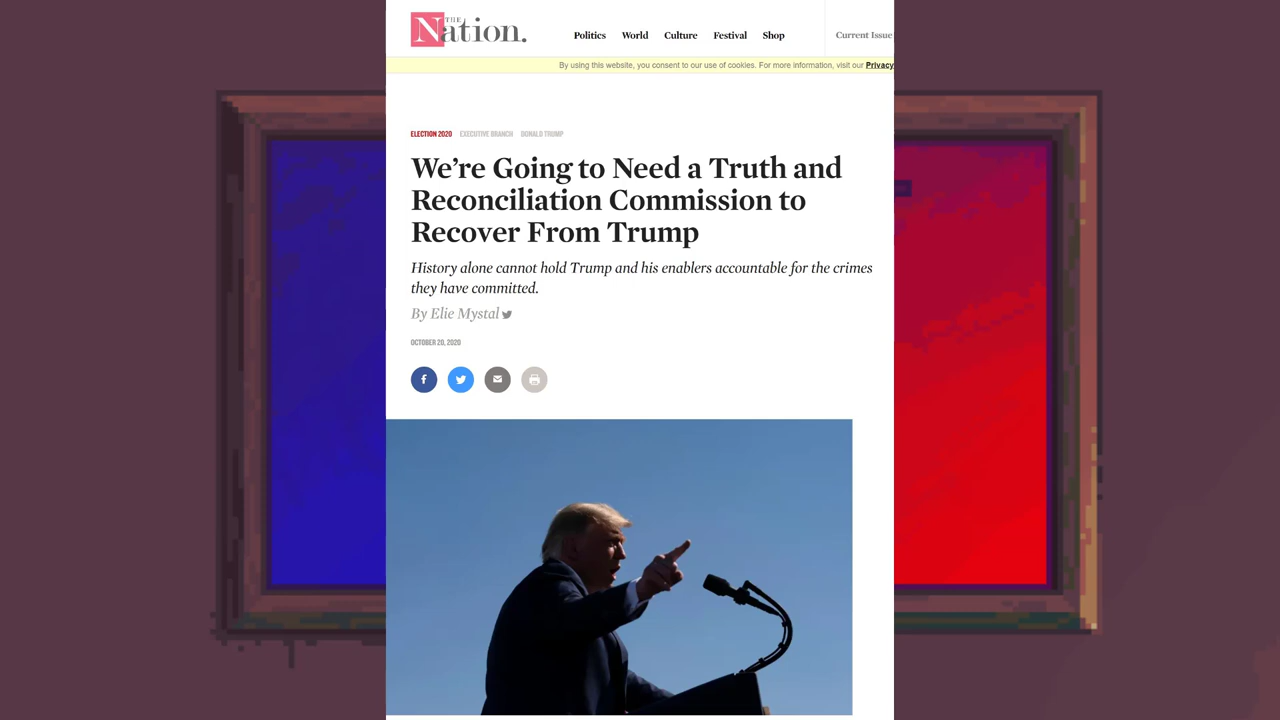 THE
Nation.
Politics World Culture Festival Shop
Current Issue
By using this website, you consent to our use of cookies. For more information, visit our Privacy
ELECTION 2020 EXECUTIVE BRANCH DONALD TRUMP
We’re Going to Need a Truth and
Reconciliation Commission to
Recover From Trump
History alone cannot hold Trump and his enablers accountable for the crimes
they have committed.
By Elie Mystal
OCTOBER 20, 2020